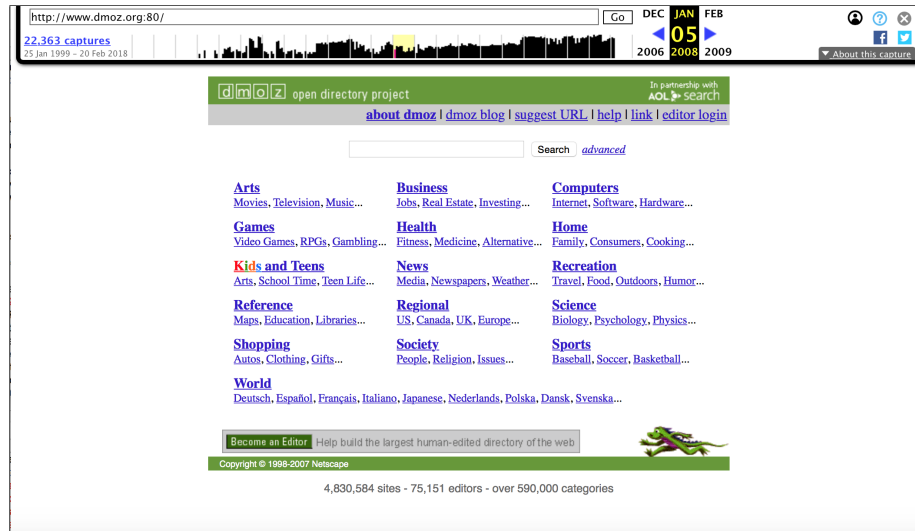 http://www.dmoz.org:80/ Go DEC JAN FEB
22,363 captures 05
25 Jan 1999 – 20 Feb 2018 2006 2008 2009 About this capture
dmoz open directory project In partnership with
AOL search
about dmoz | dmoz blog | suggest URL | help | link | editor login
Search advanced
Arts Business Computers
Movies, Television, Music... Jobs, Real Estate, Investing... Internet, Software, Hardware...
Games Health Home
Video Games, RPGs, Gambling... Fitness, Medicine, Alternative... Family, Consumers, Cooking...
Kids and Teens News Recreation
Arts, School Time, Teen Life... Media, Newspapers, Weather... Travel, Food, Outdoors, Humor...
Reference Regional Science
Maps, Education, Libraries... US, Canada, UK, Europe... Biology, Psychology, Physics...
Shopping Society Sports
Autos, Clothing, Gifts... People, Religion, Issues... Baseball, Soccer, Basketball...
World
Deutsch, Español, Français, Italiano, Japanese, Nederlands, Polska, Dansk, Svenska...
Become an Editor Help build the largest human-edited directory of the web
Copyright © 1998-2007 Netscape
4,830,584 sites - 75,151 editors - over 590,000 categories